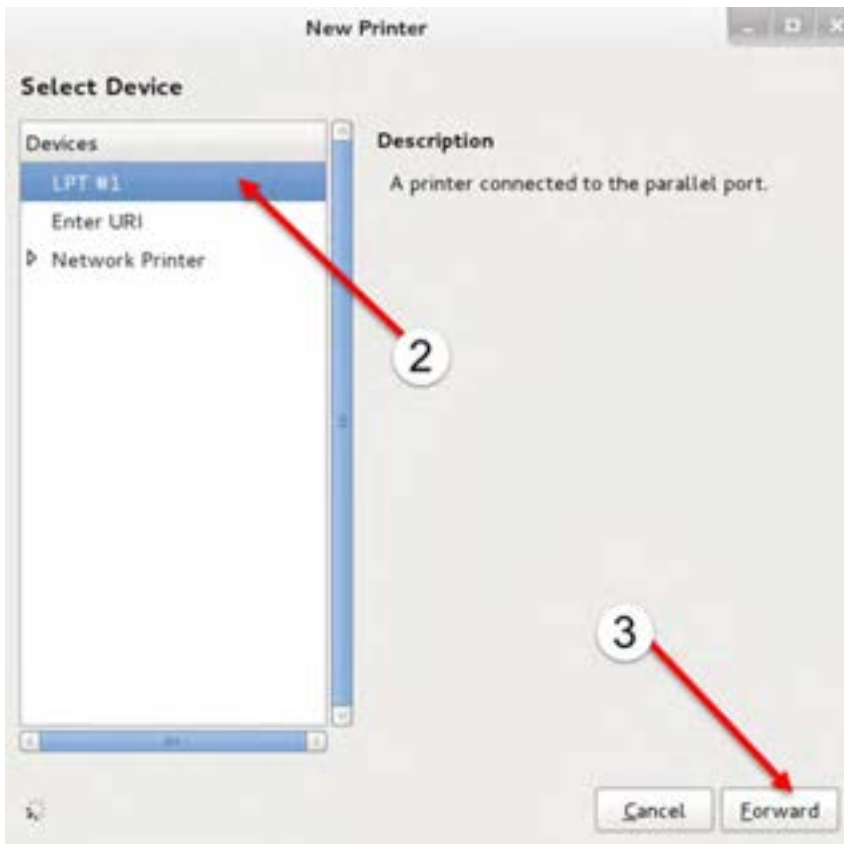 New Printer
Select Device
Devices
Description
LPT #1
A printer connected to the parallel port.
Enter URI
Network Printer
2
3
Cancel
Forward